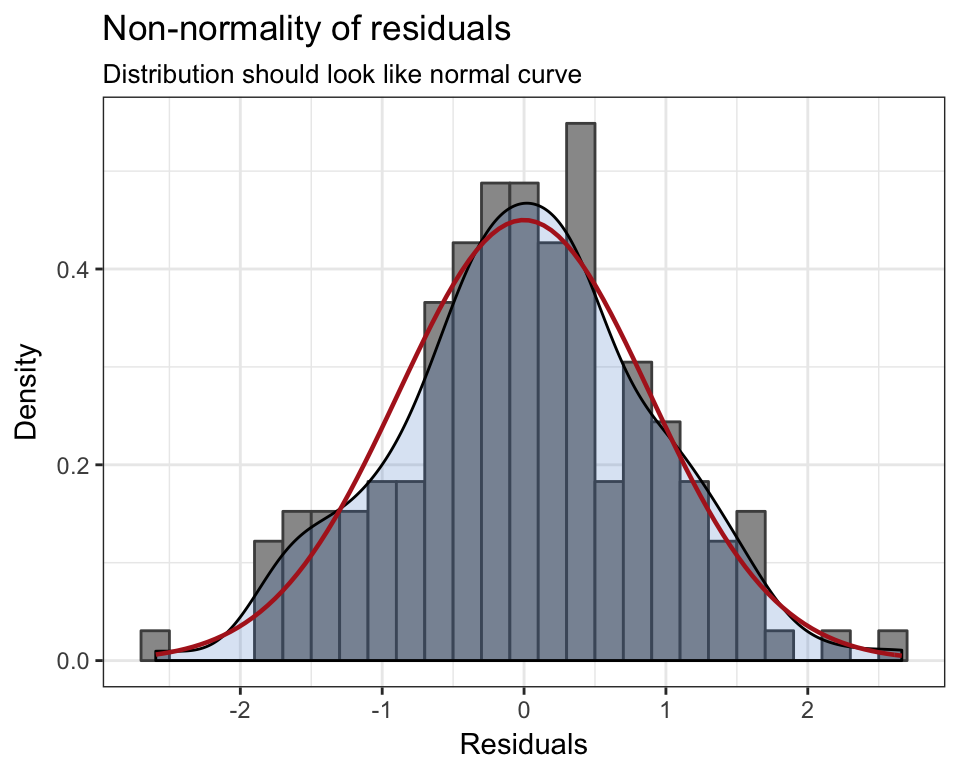 Non-normality of residuals
Distribution should look like normal curve
Density
0.4
0.2
0.0
-2 -1 0 1 2
Residuals